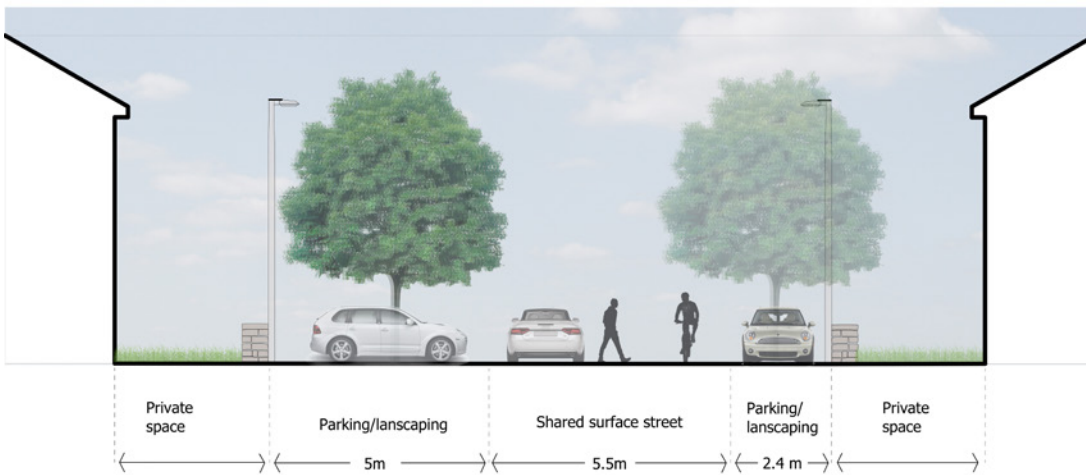 Private
space
Parking/lanscaping
Shared surface street
Parking/
lanscaping
Private
space
5m
5.5m
2.4 m